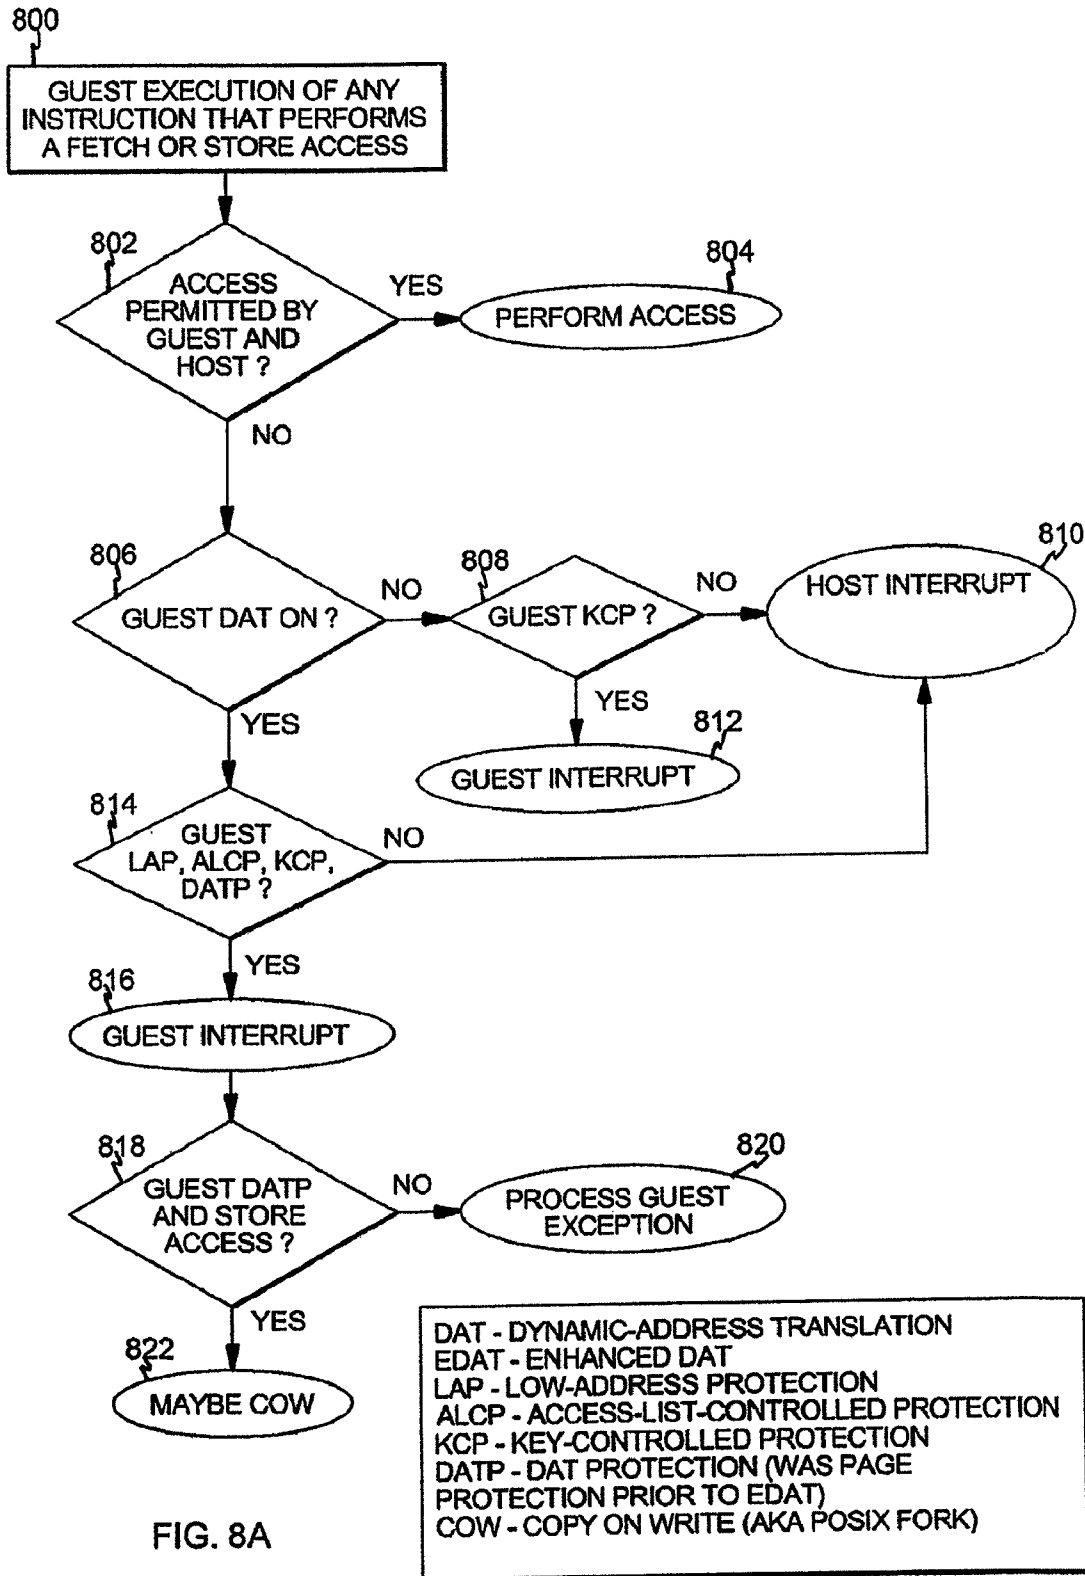 800
GUEST EXECUTION OF ANY
INSTRUCTION THAT PERFORMS
A FETCH OR STORE ACCESS
802
ACCESS
PERMITTED BY
GUEST AND
HOST ?
YES
804
PERFORM ACCESS
NO
806
GUEST DAT ON ?
NO
808
GUEST KCP ?
NO
810
HOST INTERRUPT
YES
YES
812
GUEST INTERRUPT
814
GUEST
LAP, ALCP, KCP,
DATP ?
NO
YES
816
GUEST INTERRUPT
818
GUEST DATP
AND STORE
ACCESS ?
NO
820
PROCESS GUEST
EXCEPTION
YES
822
MAYBE COW
DAT - DYNAMIC-ADDRESS TRANSLATION
EDAT - ENHANCED DAT
LAP - LOW-ADDRESS PROTECTION
ALCP - ACCESS-LIST-CONTROLLED PROTECTION
KCP - KEY-CONTROLLED PROTECTION
DATP - DAT PROTECTION (WAS PAGE
PROTECTION PRIOR TO EDAT)
COW - COPY ON WRITE (AKA POSIX FORK)
FIG. 8A